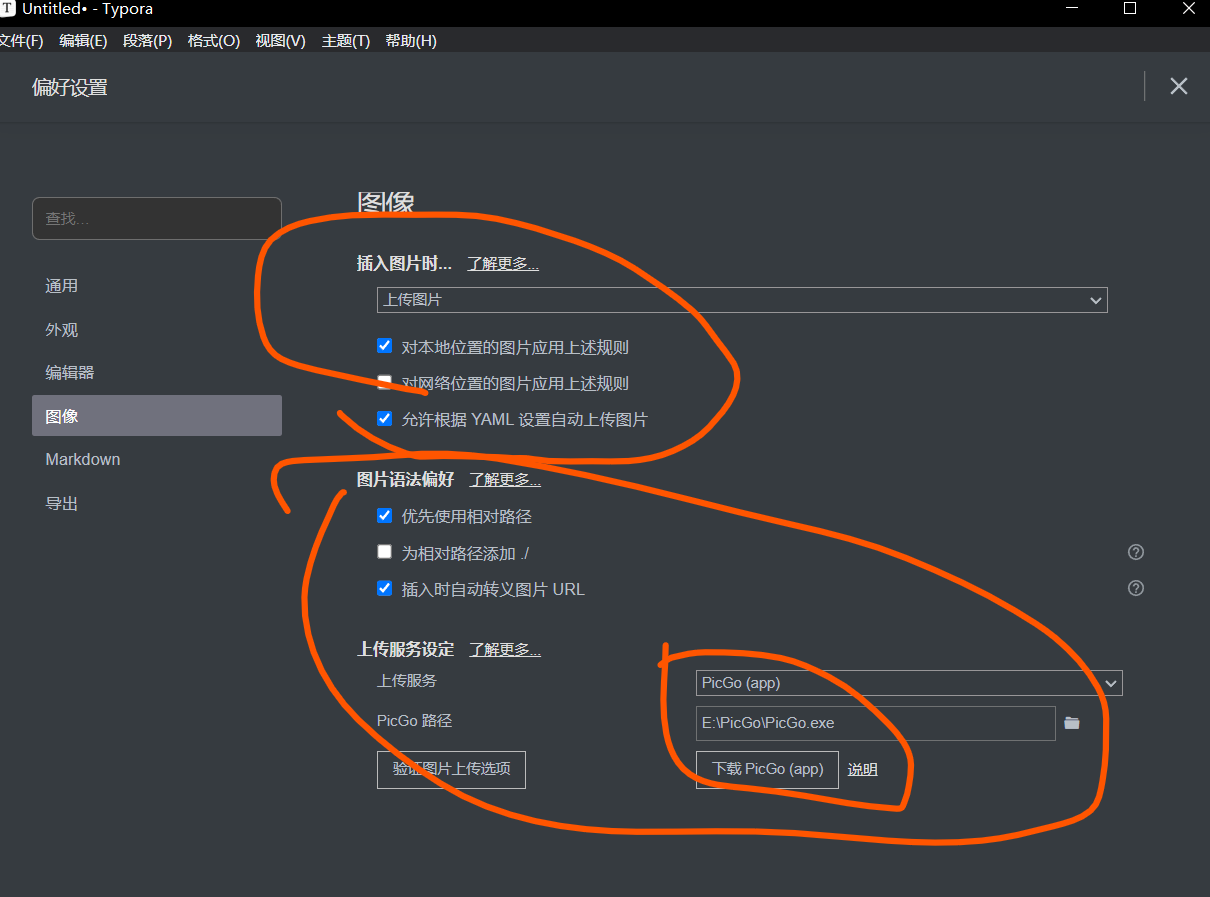 T Untitled• - Typora
文件(F) 编辑(E) 段落(P) 格式(O) 视图(V) 主题(T) 帮助(H)
偏好设置
查找...
通用
外观
编辑器
图像
Markdown
导出
图像
插入图片时... 了解更多...
上传图片
对本地位置的图片应用上述规则
对网络位置的图片应用上述规则
允许根据 YAML 设置自动上传图片
图片语法偏好 了解更多...
优先使用相对路径
为相对路径添加 ./
插入时自动转义图片 URL
上传服务设定 了解更多...
上传服务 PicGo (app)
PicGo 路径 E:\PicGo\PicGo.exe
验证图片上传选项 下载 PicGo (app) 说明